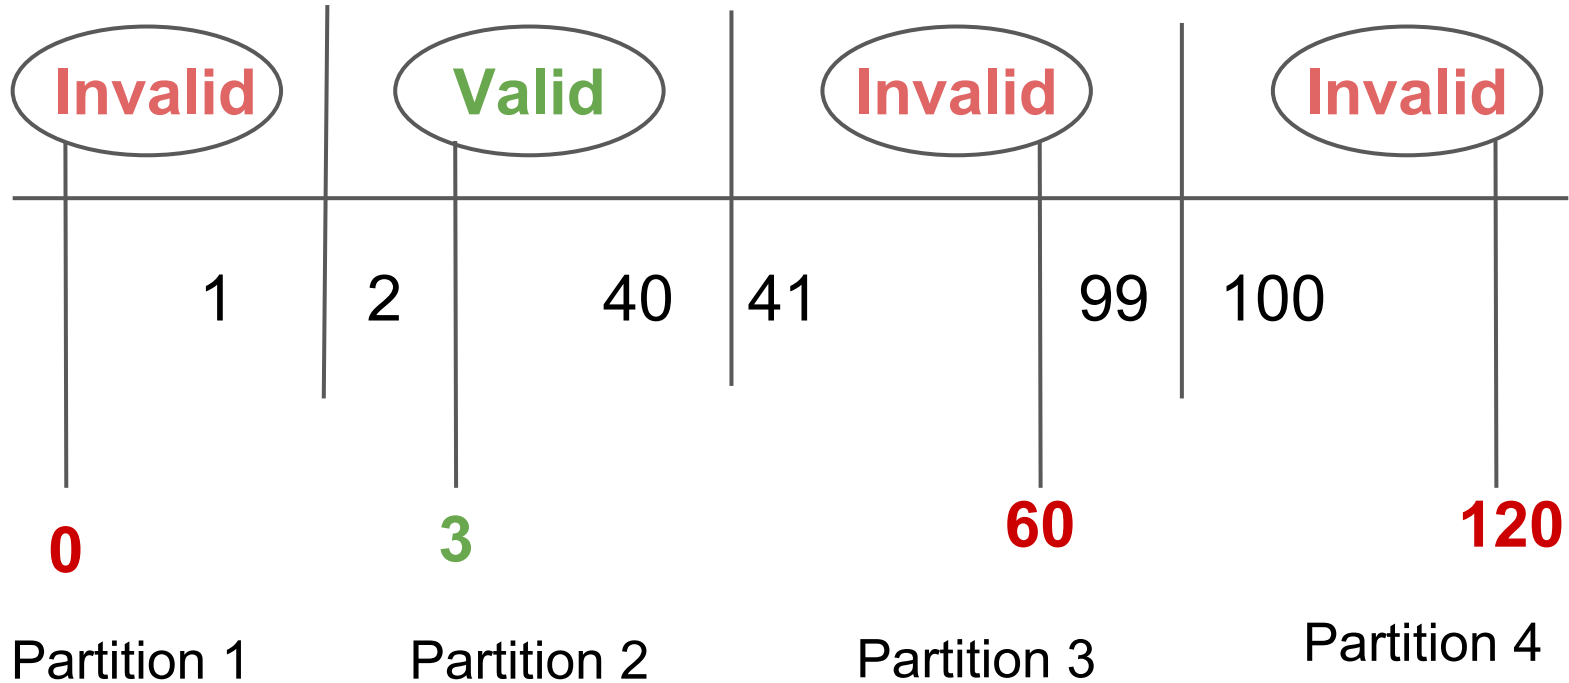 Invalid Valid Invalid Invalid
1 2 40 41 99 100
0 3 60 120
Partition 1 Partition 2 Partition 3 Partition 4